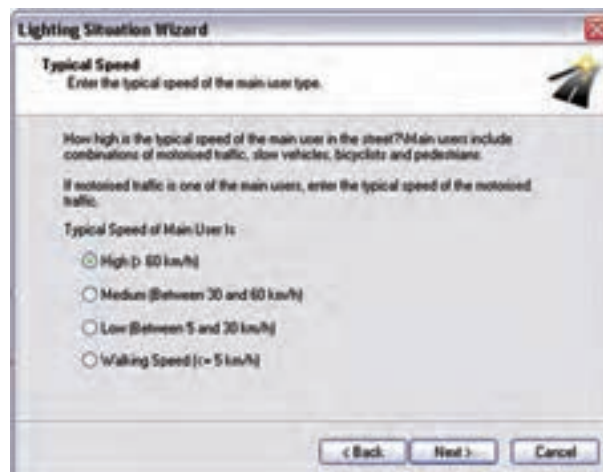 Lighting Situation Wizard
Typical Speed
Enter the typical speed of the main user type.
How high is the typical speed of the main user in the street?\Main users include
combinations of motorised traffic, slow vehicles, bicyclists and pedestrians
If motorised traffic is one of the main users, enter the typical speed of the motorised
traffic.
Typical Speed of Main User Is
High (> 60 km/h)
Medium (Between 30 and 60 km/h)
Low (Between 5 and 30 km/h)
Walking Speed (<= 5 km/h)
< Back Next > Cancel